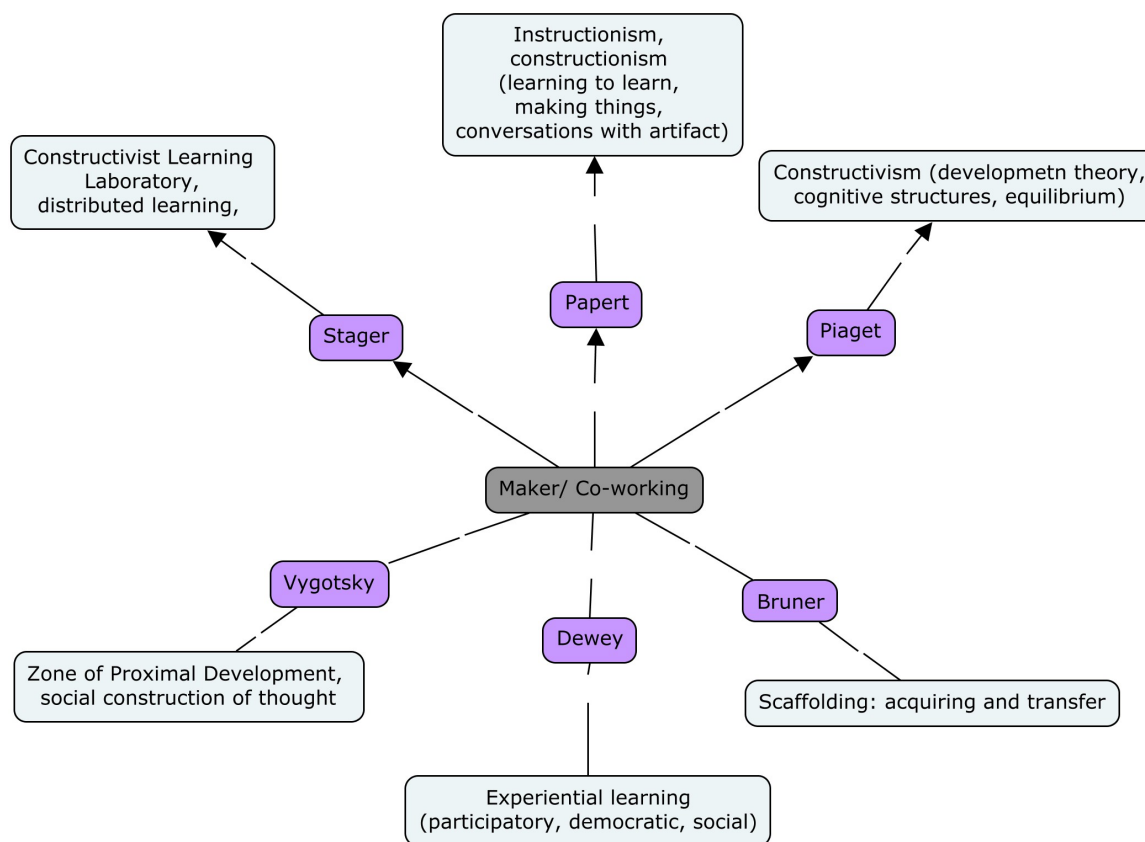 Instructionism,
constructionism
(learning to learn,
making things,
conversations with artifact)
Constructivist Learning
Laboratory,
distributed learning,
Constructivism (developmetn theory,
cognitive structures, equilibrium)
Papert
Stager
Piaget
Maker/ Co-working
Vygotsky
Bruner
Dewey
Zone of Proximal Development,
social construction of thought
Scaffolding: acquiring and transfer
Experiential learning
(participatory, democratic, social)